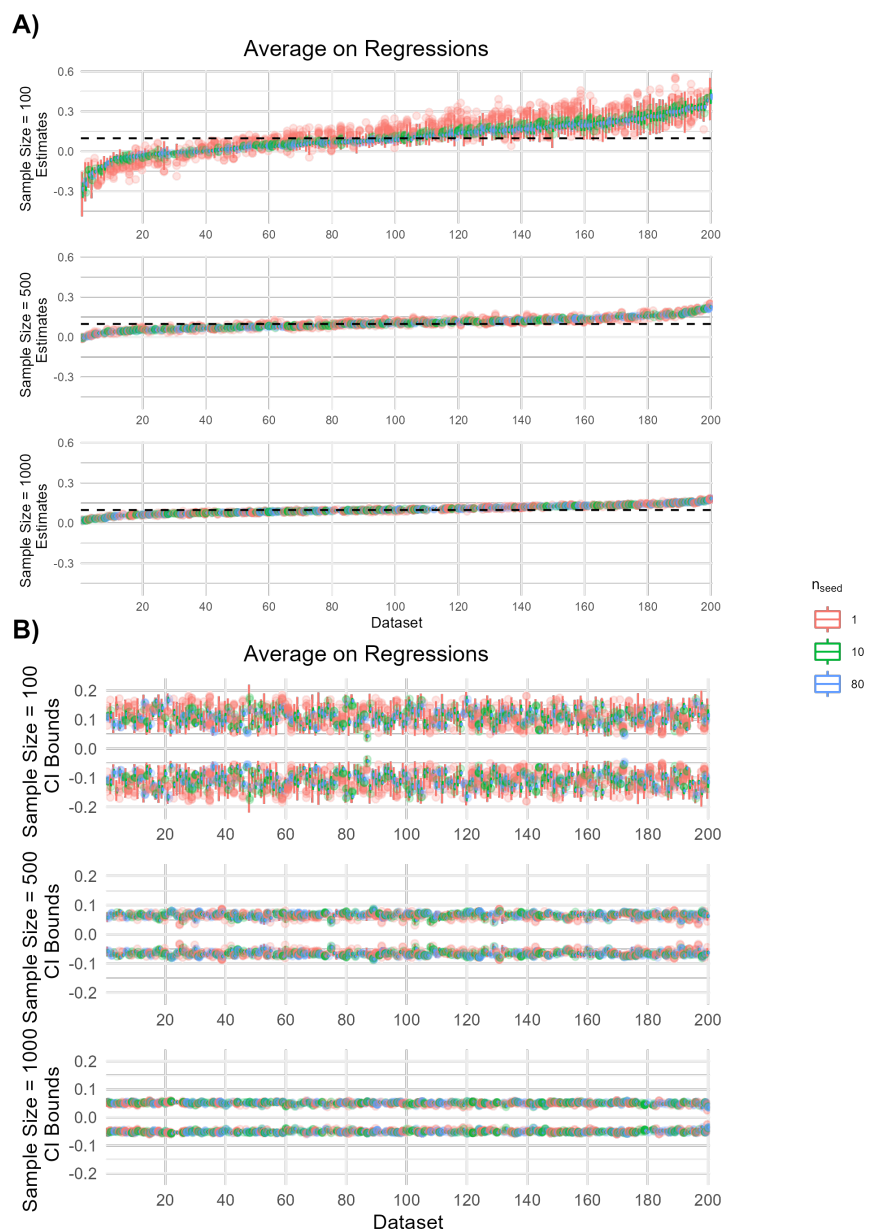 A)
Average on Regressions
Sample Size = 100
Estimates
0.6
0.3
0.0
-0.3
20 40 60 80 100 120 140 160 180 200
Sample Size = 500
Estimates
0.6
0.3
0.0
-0.3
20 40 60 80 100 120 140 160 180 200
Sample Size = 1000
Estimates
0.6
0.3
0.0
-0.3
20 40 60 80 100 120 140 160 180 200
Dataset
n seed
1
10
80
B)
Average on Regressions
Sample Size = 100
CI Bounds
0.2
0.1
0.0
-0.1
-0.2
20 40 60 80 100 120 140 160 180 200
Sample Size = 500
CI Bounds
0.2
0.1
0.0
-0.1
-0.2
20 40 60 80 100 120 140 160 180 200
Sample Size = 1000
CI Bounds
0.2
0.1
0.0
-0.1
-0.2
20 40 60 80 100 120 140 160 180 200
Dataset